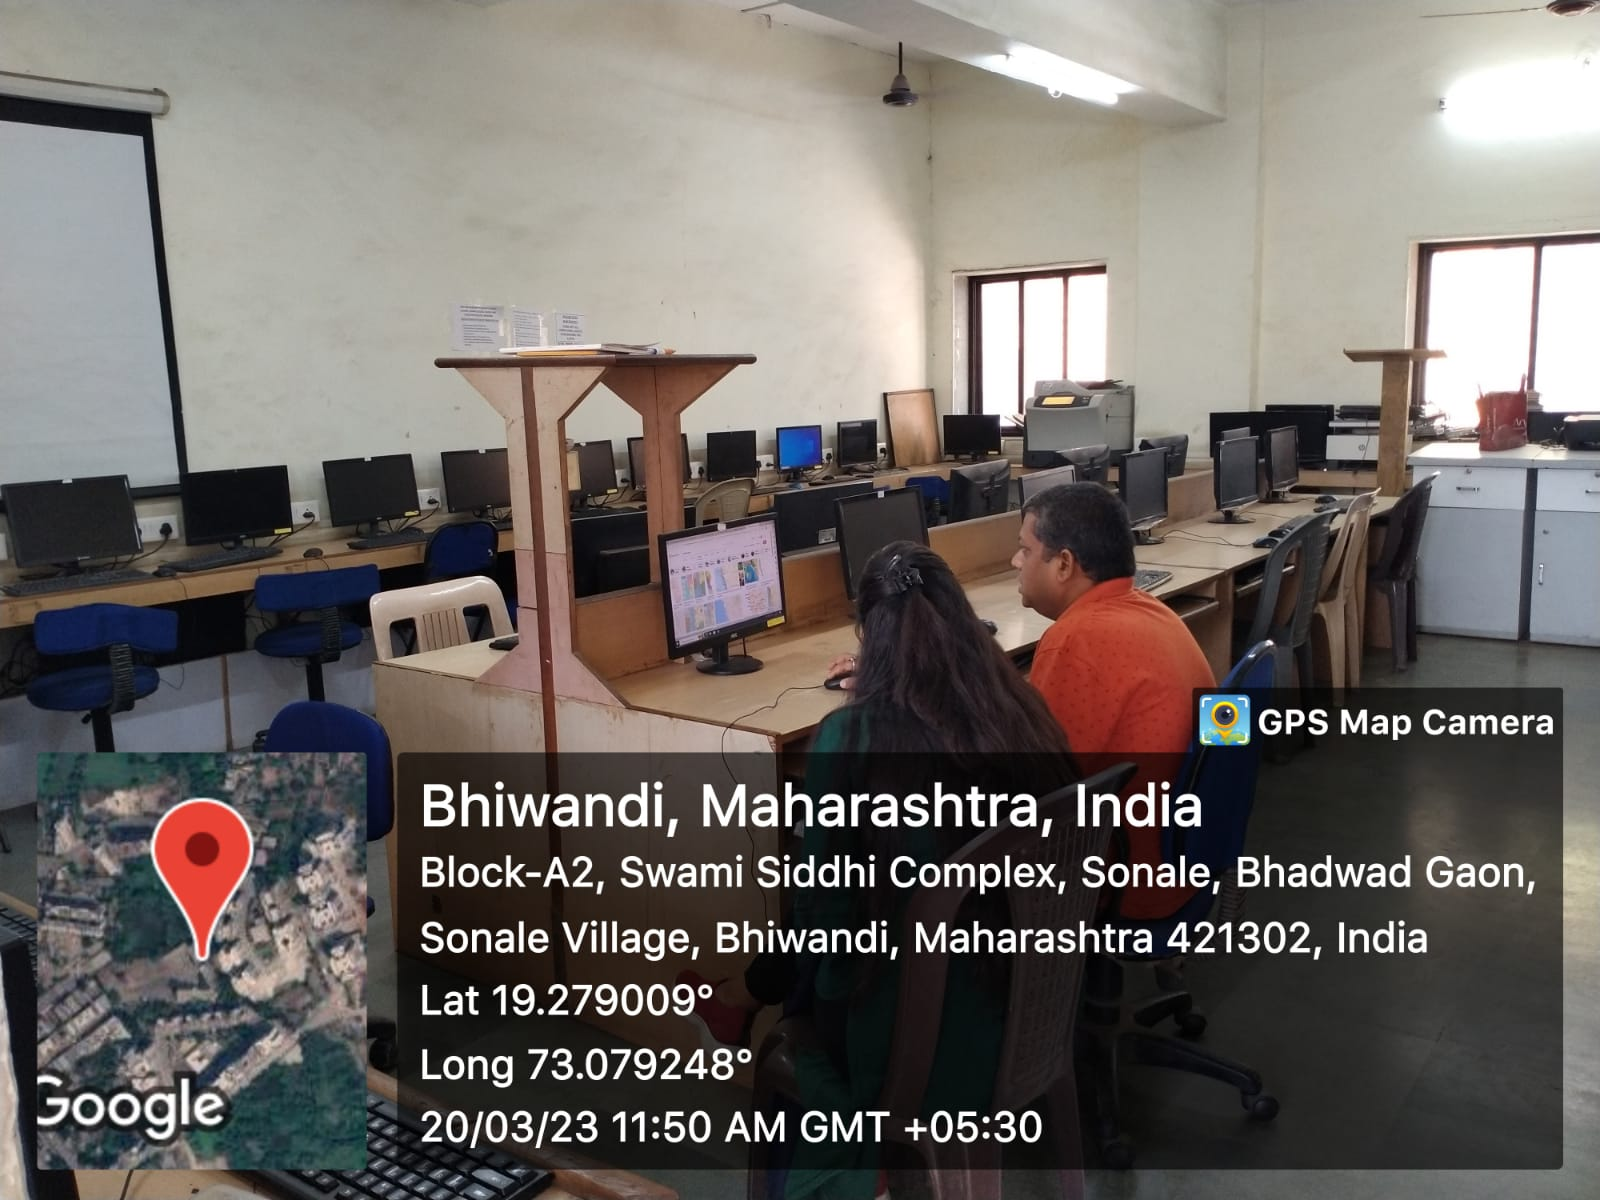 GPS Map Camera
Bhiwandi, Maharashtra, India
Block-A2, Swami Siddhi Complex, Sonale, Bhadwad Gaon,
Sonale Village, Bhiwandi, Maharashtra 421302, India
Lat 19.279009°
Long 73.079248°
20/03/23 11:50 AM GMT +05:30
Google